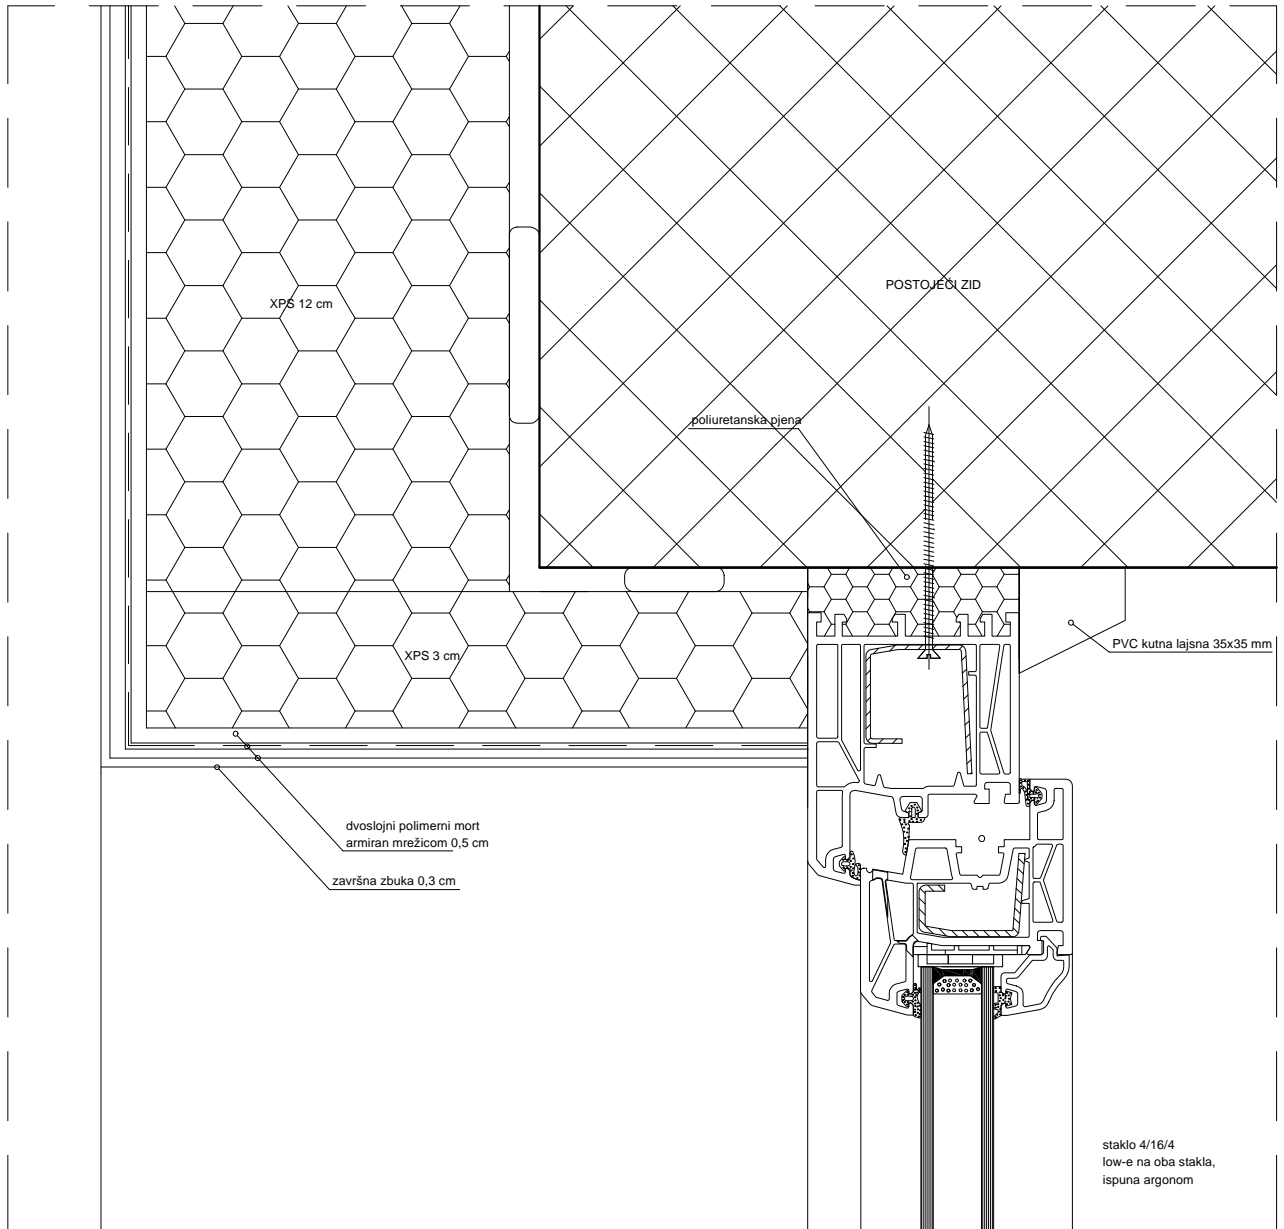 XPS 12 cm
POSTOJEĆI ZID
poliuretanska pjena
PVC kutna lajsna 35x35 mm
XPS 3 cm
dvoslojni polimerni mort
armiran mrežicom 0,5 cm
završna zbuka 0,3 cm
staklo 4/16/4
low-e na oba stakla,
ispuna argonom